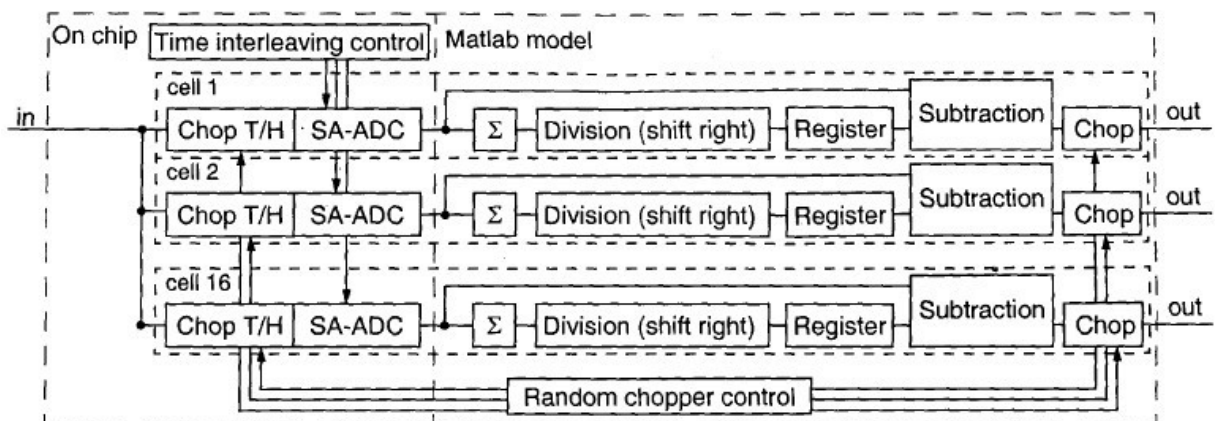 On chip
Time interleaving control
Matlab model
cell 1
in
Chop T/H
SA-ADC
Σ
Division (shift right)
Register
Subtraction
Chop
out
cell 2
Chop T/H
SA-ADC
Σ
Division (shift right)
Register
Subtraction
Chop
out
cell 16
Chop T/H
SA-ADC
Σ
Division (shift right)
Register
Subtraction
Chop
out
Random chopper control